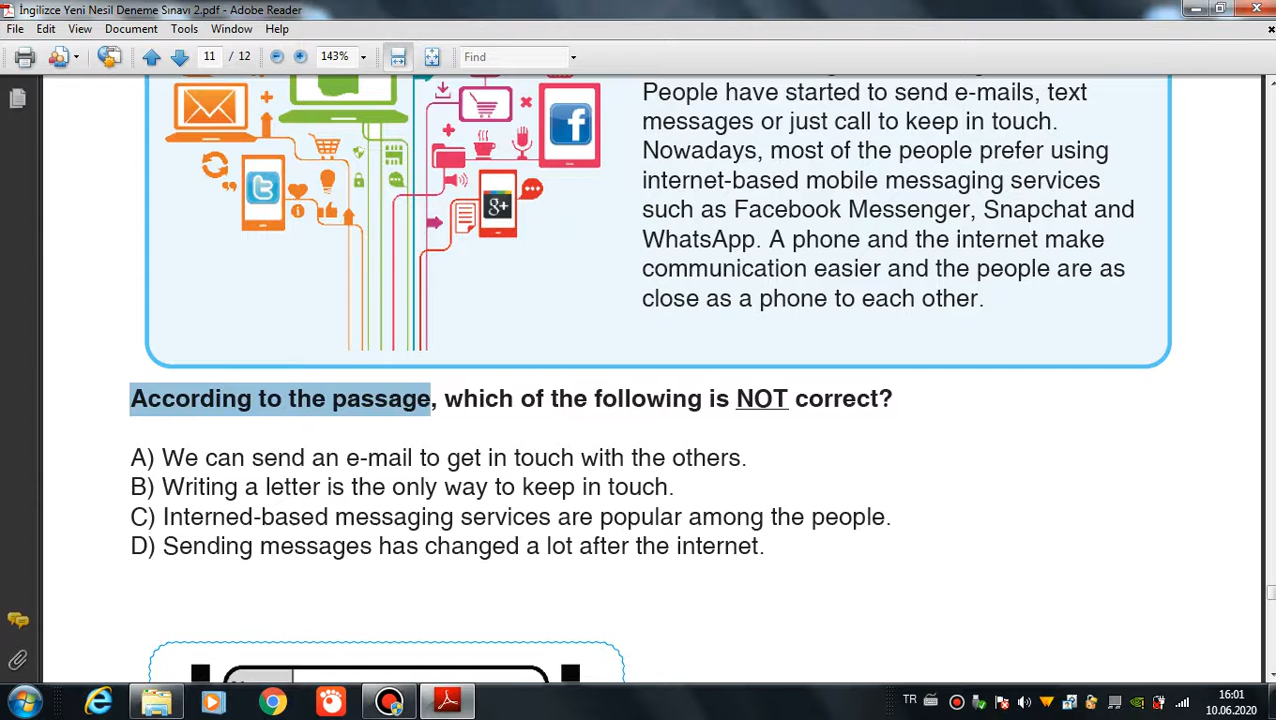 İngilizce Yeni Nesil Deneme Sınavı 2.pdf - Adobe Reader
File Edit View Document Tools Window Help
11 / 12 143% Find
People have started to send e-mails, text
messages or just call to keep in touch.
Nowadays, most of the people prefer using
internet-based mobile messaging services
such as Facebook Messenger, Snapchat and
WhatsApp. A phone and the internet make
communication easier and the people are as
close as a phone to each other.
According to the passage, which of the following is NOT correct?
A) We can send an e-mail to get in touch with the others.
B) Writing a letter is the only way to keep in touch.
C) Interned-based messaging services are popular among the people.
D) Sending messages has changed a lot after the internet.
TR
16:01
10.06.2020